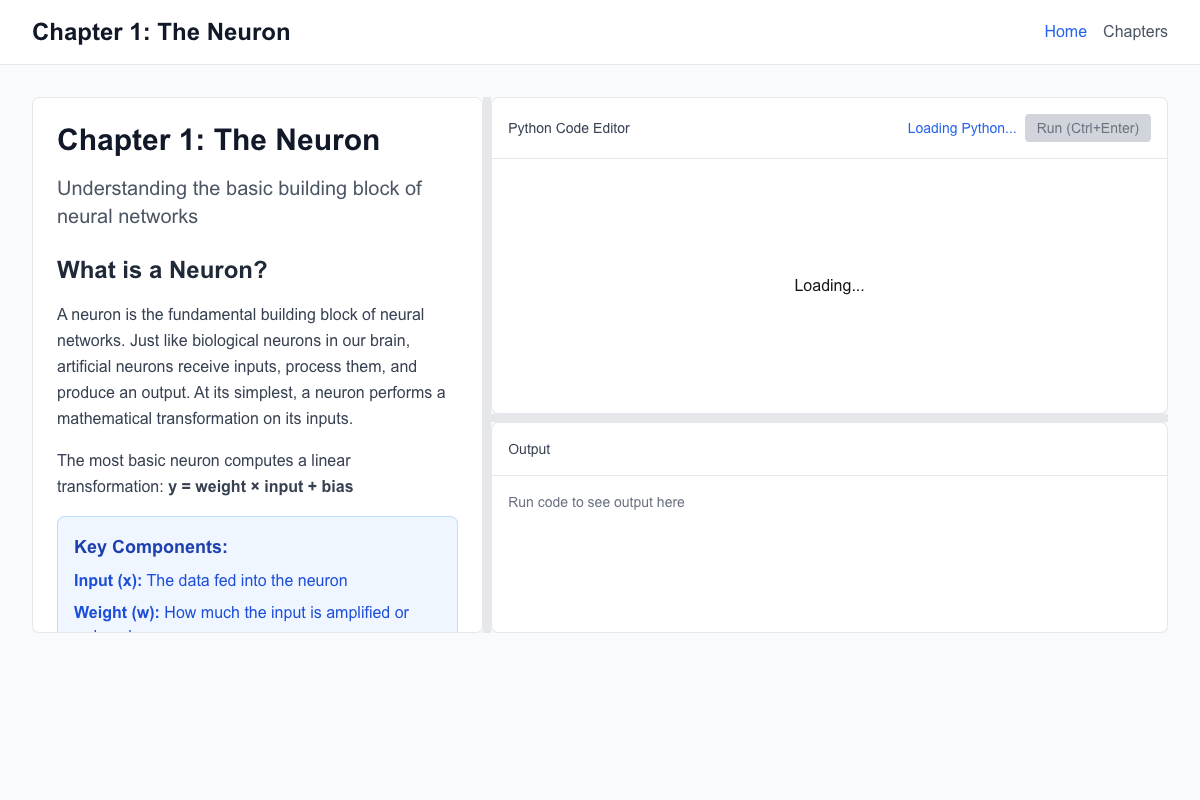 Chapter 1: The Neuron
Home Chapters
Chapter 1: The Neuron
Understanding the basic building block of
neural networks
What is a Neuron?
A neuron is the fundamental building block of neural
networks. Just like biological neurons in our brain,
artificial neurons receive inputs, process them, and
produce an output. At its simplest, a neuron performs a
mathematical transformation on its inputs.
The most basic neuron computes a linear
transformation: y = weight × input + bias
Key Components:
Input (x): The data fed into the neuron
Weight (w): How much the input is amplified or
Python Code Editor
Loading Python...
Run (Ctrl+Enter)
Loading...
Output
Run code to see output here